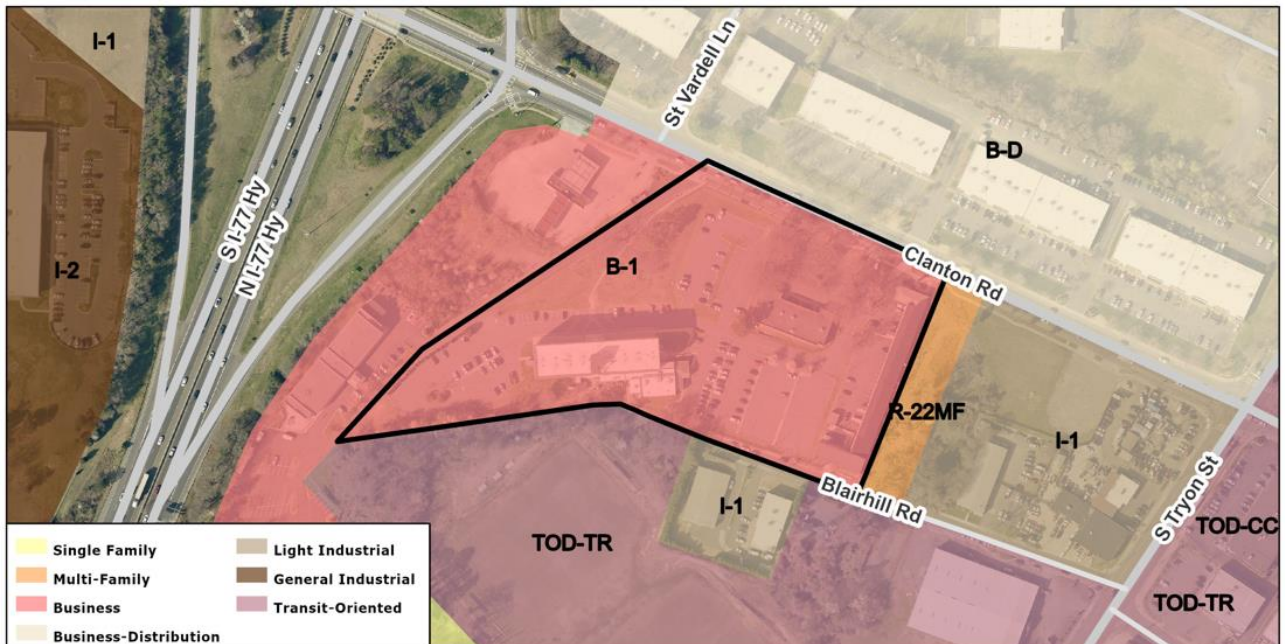 I-1
St Vardell Ln
B-D
I-2
S I-77 Hy
N I-77 Hy
B-1
Clanton Rd
R-22MF
I-1
I-1
Blairhill Rd
S Tryon St
TOD-CC
TOD-TR
TOD-TR
Single Family
Light Industrial
Multi-Family
General Industrial
Business
Transit-Oriented
Business-Distribution